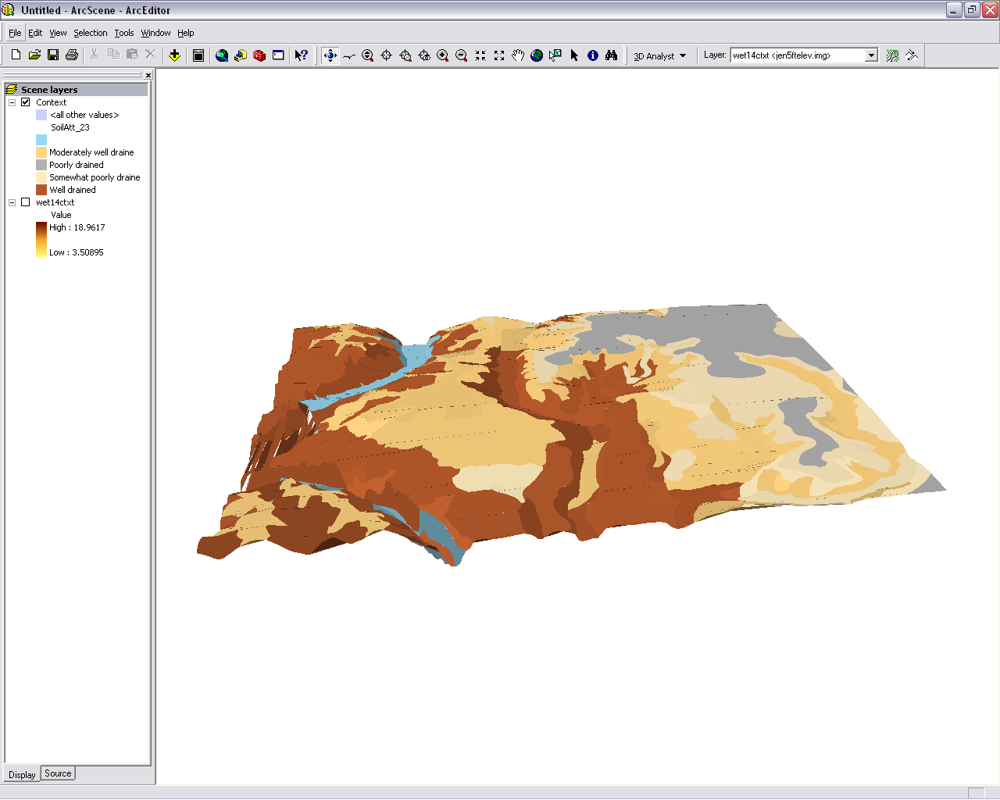 Untitled - ArcScene - ArcEditor
File Edit View Selection Tools Window Help
3D Analyst Layer: wet14ctxt <jen5ftelev.img>
Scene layers
Context
<all other values>
SoilAtt_23
Moderately well draine
Poorly drained
Somewhat poorly draine
Well drained
wet14ctxt
Value
High : 18.9617
Low : 3.50895
Display Source